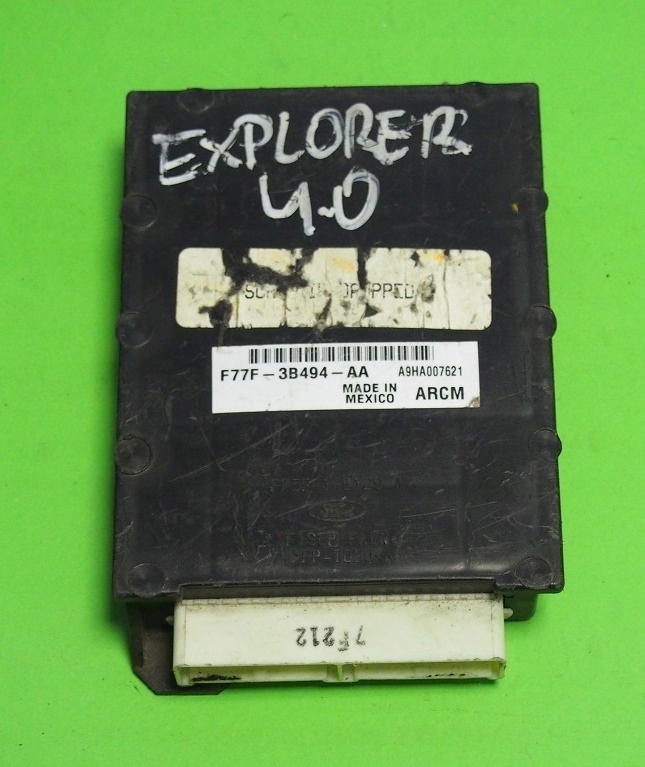 EXPLORER
4.0
F77F-3B494-AA A9HA007621
MADE IN
MEXICO ARCM
7F212